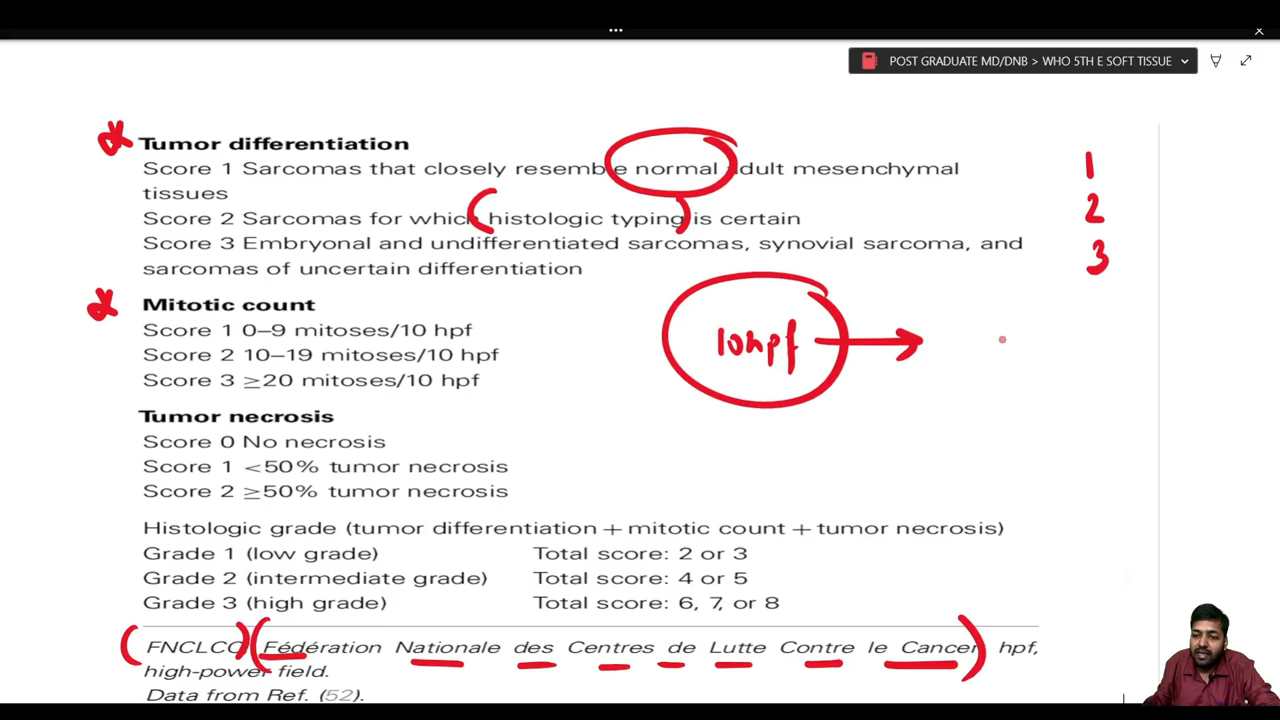 POST GRADUATE MD/DNB > WHO 5TH E SOFT TISSUE
Tumor differentiation
Score 1 Sarcomas that closely resemble normal adult mesenchymal
tissues
Score 2 Sarcomas for which histologic typing is certain
Score 3 Embryonal and undifferentiated sarcomas, synovial sarcoma, and
sarcomas of uncertain differentiation
1
2
3
Mitotic count
Score 1 0–9 mitoses/10 hpf
Score 2 10–19 mitoses/10 hpf
Score 3 ≥20 mitoses/10 hpf
10hpf
Tumor necrosis
Score 0 No necrosis
Score 1 <50% tumor necrosis
Score 2 ≥50% tumor necrosis
Histologic grade (tumor differentiation + mitotic count + tumor necrosis)
Grade 1 (low grade) Total score: 2 or 3
Grade 2 (intermediate grade) Total score: 4 or 5
Grade 3 (high grade) Total score: 6, 7, or 8
FNCLCC (Fédération Nationale des Centres de Lutte Contre le Cancer) hpf,
high-power field.
Data from Ref. (52).